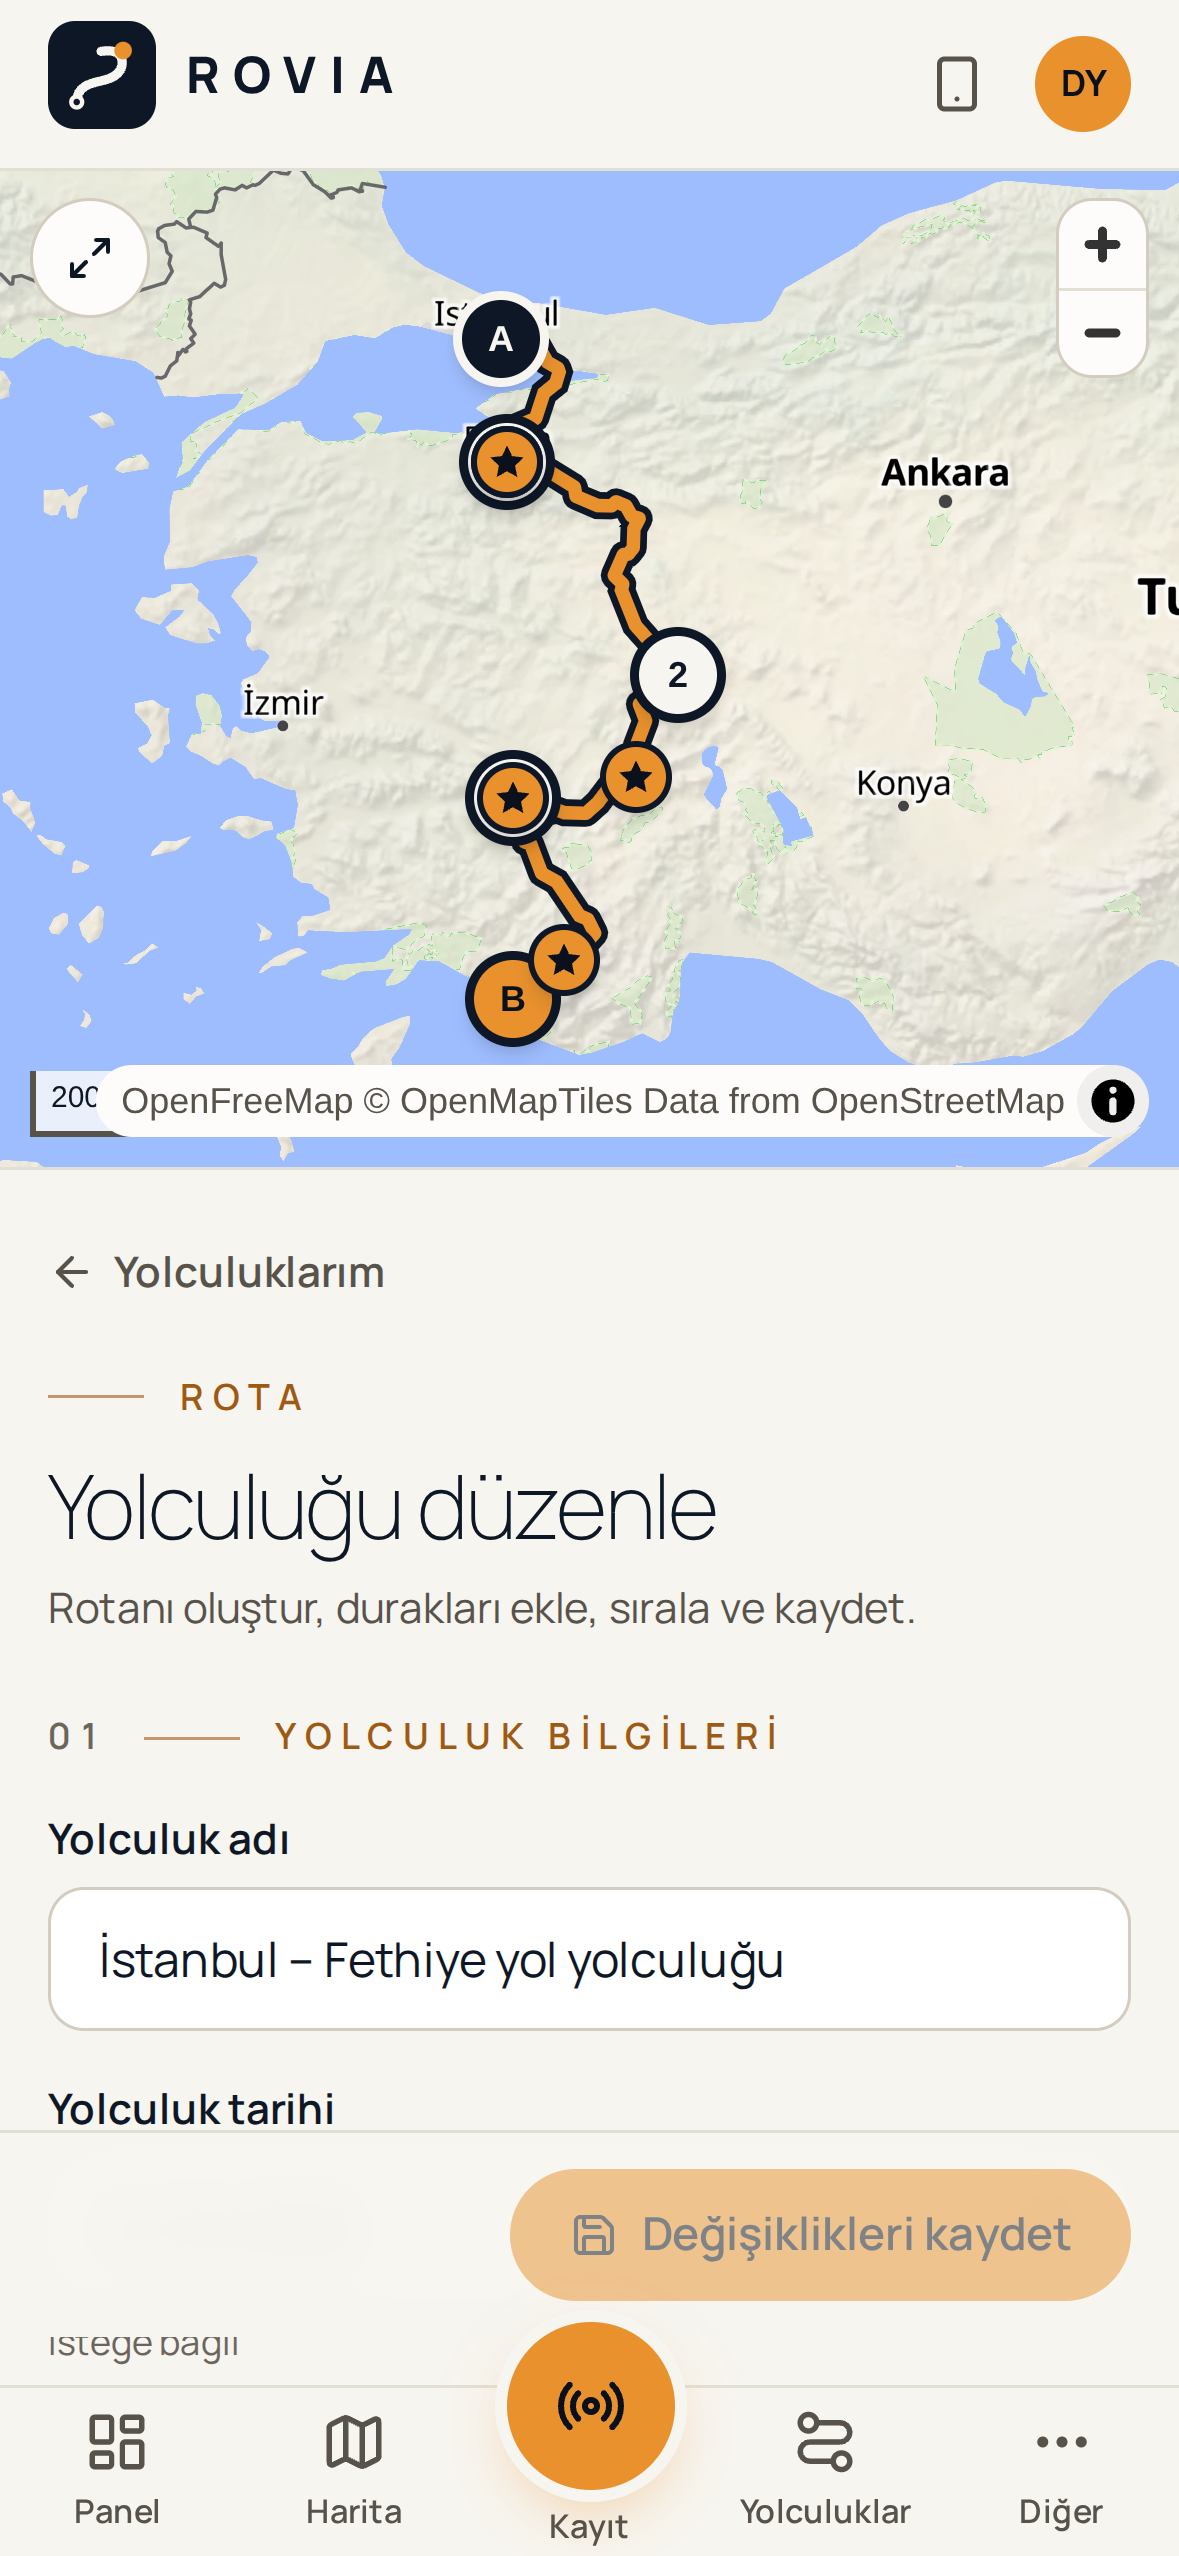 ROVIA
DY
A
Ankara
Tu
2
İzmir
Konya
B
200
OpenFreeMap © OpenMapTiles Data from OpenStreetMap
Yolculuklarım
ROTA
Yolculuğu düzenle
Rotanı oluştur, durakları ekle, sırala ve kaydet.
01 YOLCULUK BİLGİLERİ
Yolculuk adı
İstanbul – Fethiye yol yolculuğu
Yolculuk tarihi
Değişiklikleri kaydet
İsteğe bağlı
Panel
Harita
Kayıt
Yolculuklar
Diğer